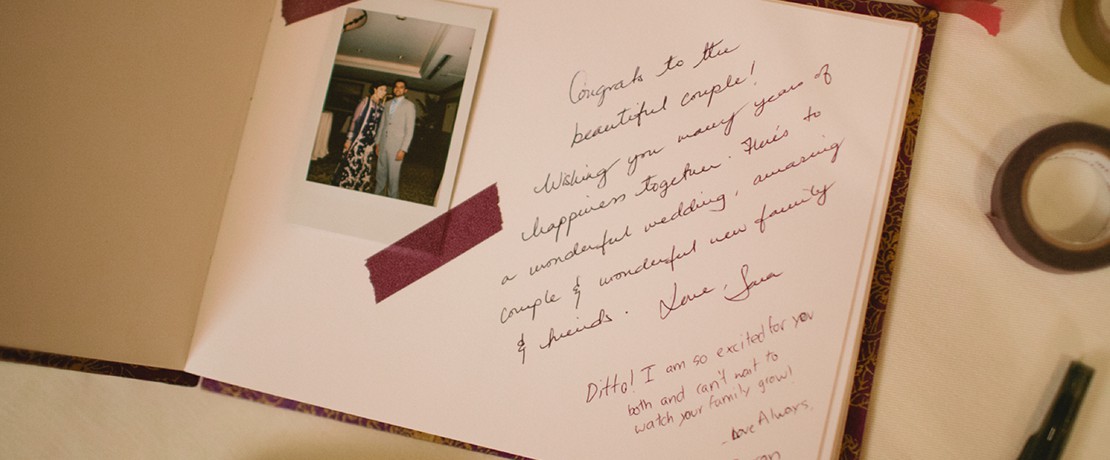 Congrats to the
beautiful couple!
Wishing you many years of
happiness together. Here's to
a wonderful wedding, amazing
couple & wonderful new family
& friends. Love, Sara
Ditto! I am so excited for you
both and can't wait to
watch your family grow!
- Love Always,